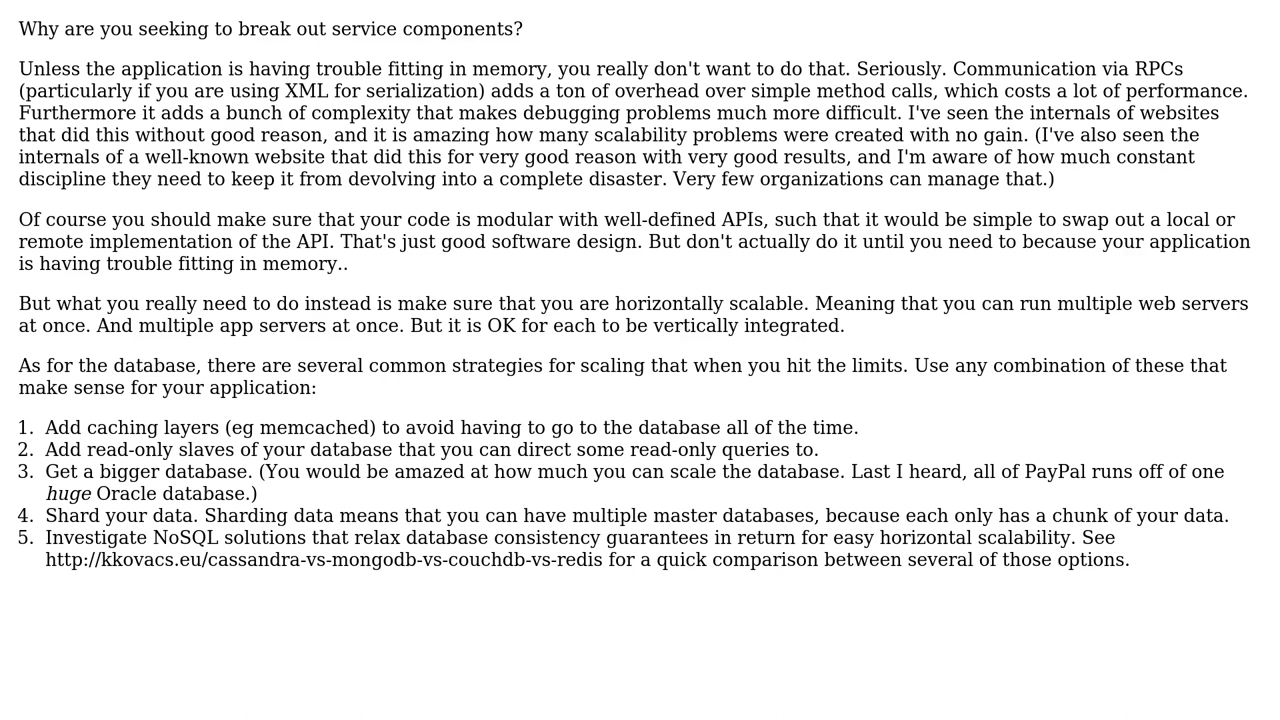 Why are you seeking to break out service components?
Unless the application is having trouble fitting in memory, you really don't want to do that. Seriously. Communication via RPCs
(particularly if you are using XML for serialization) adds a ton of overhead over simple method calls, which costs a lot of performance.
Furthermore it adds a bunch of complexity that makes debugging problems much more difficult. I've seen the internals of websites
that did this without good reason, and it is amazing how many scalability problems were created with no gain. (I've also seen the
internals of a well-known website that did this for very good reason with very good results, and I'm aware of how much constant
discipline they need to keep it from devolving into a complete disaster. Very few organizations can manage that.)
Of course you should make sure that your code is modular with well-defined APIs, such that it would be simple to swap out a local or
remote implementation of the API. That's just good software design. But don't actually do it until you need to because your application
is having trouble fitting in memory..
But what you really need to do instead is make sure that you are horizontally scalable. Meaning that you can run multiple web servers
at once. And multiple app servers at once. But it is OK for each to be vertically integrated.
As for the database, there are several common strategies for scaling that when you hit the limits. Use any combination of these that
make sense for your application:
1. Add caching layers (eg memcached) to avoid having to go to the database all of the time.
2. Add read-only slaves of your database that you can direct some read-only queries to.
3. Get a bigger database. (You would be amazed at how much you can scale the database. Last I heard, all of PayPal runs off of one
huge Oracle database.)
4. Shard your data. Sharding data means that you can have multiple master databases, because each only has a chunk of your data.
5. Investigate NoSQL solutions that relax database consistency guarantees in return for easy horizontal scalability. See
http://kkovacs.eu/cassandra-vs-mongodb-vs-couchdb-vs-redis for a quick comparison between several of those options.